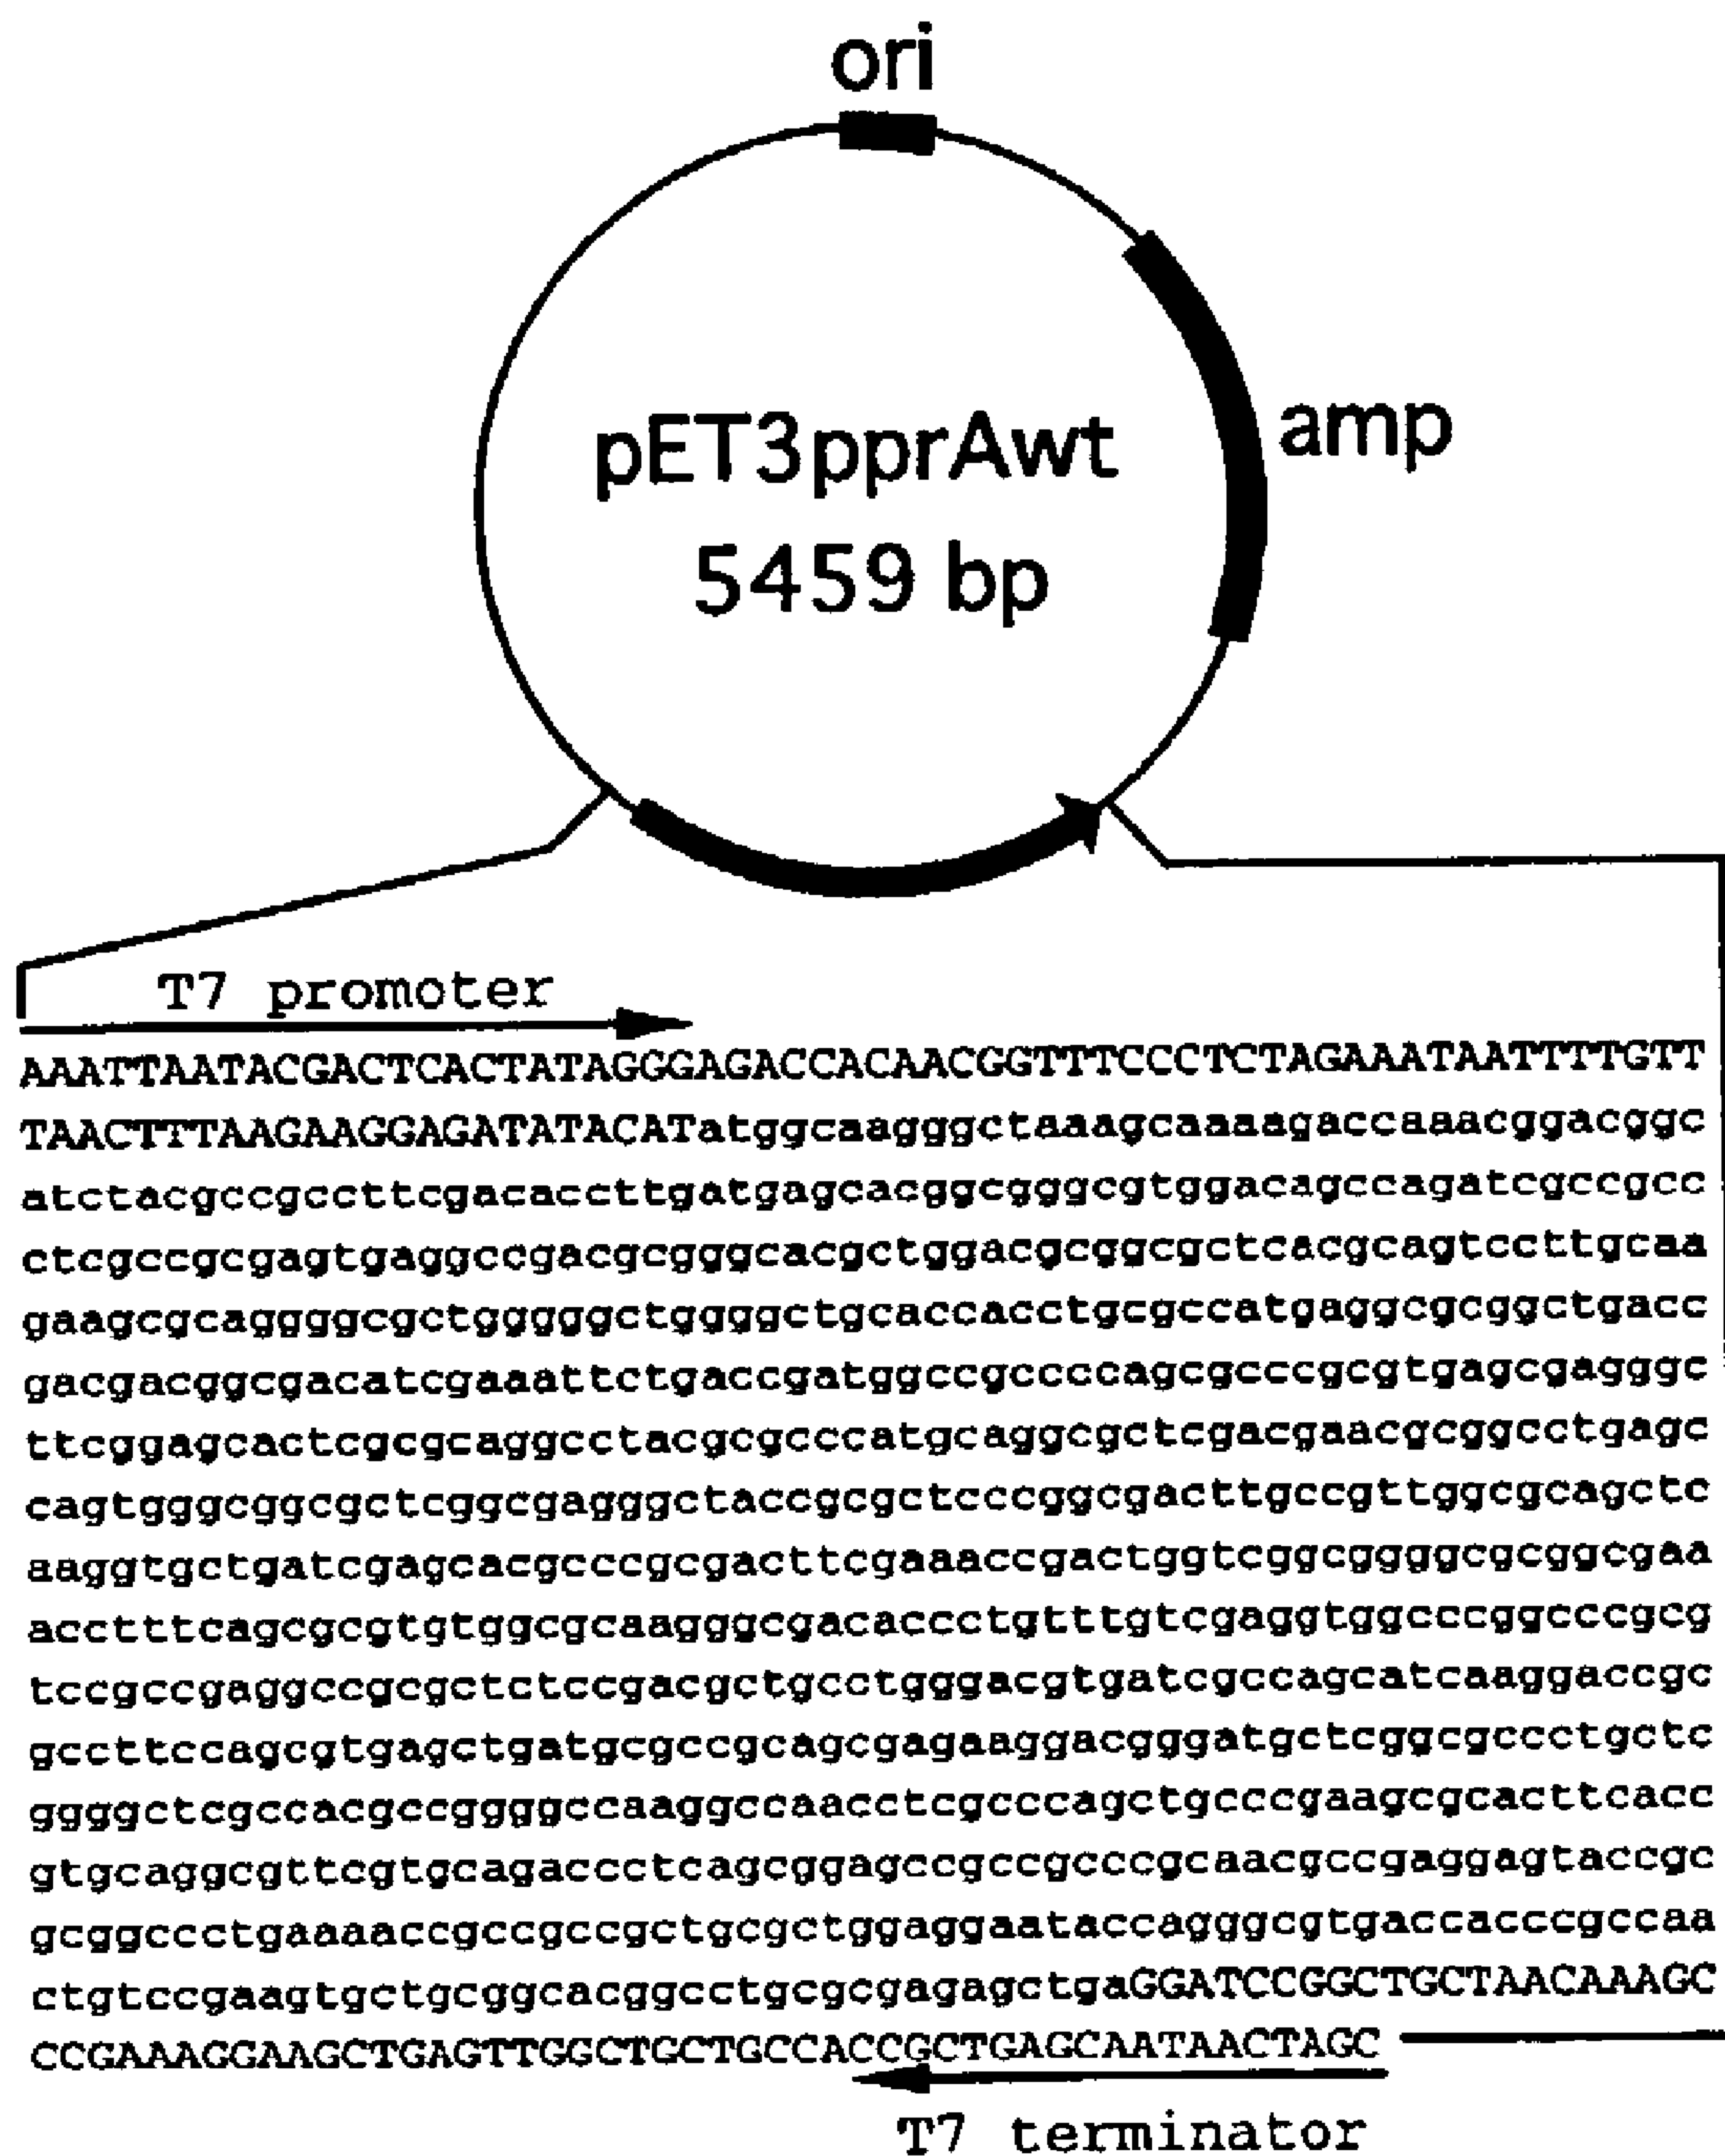 ori
amp
pET3pprAwt
5459 bp
T7 promoter
AAATTAATACGACTCACTATAGGGAGACCACAACGGTTTCCCTCTAGAAATAATTTTGTT
TAACTTTAAGAAGGAGATATACATatggcaagggctaaagcaaaagaccaaacggacggc
atctacgccgccttcgacaccttgatgagcacggcgggcgtggacagccagatcgccgcc
ctcgccgcgagtgaggccgacgcgggcacgctggacgcggcgctcacgcagtccttgcaa
gaagcgcaggggcgctgggggctggggctgcaccacctgcgccatgaggcgcggctgacc
gacgacggcgacatcgaaattctgaccgatggccgccccagcgcccgcgtgagcgagggc
ttcggagcactcgcgcaggcctacgcgcccatgcaggcgctcgacgaacgcggcctgagc
cagtgggcggcgctcggcgagggctaccgcgctcccggcgacttgccgttggcgcagctc
aaggtgctgatcgagcacgcccgcgacttcgaaaccgactggtcggcggggcgcggcgaa
acctttcagcgcgtgtggcgcaagggcgacaccctgtttgtcgaggtggcccggcccgcg
tccgccgaggccgcgctctccgacgctgcctgggacgtgatcgccagcatcaaggaccgc
gccttccagcgtgagctgatgcgccgcagcgagaaggacgggatgctcggcgccctgctc
ggggctcgccacgccggggccaaggccaacctcgcccagctgcccgaagcgcacttcacc
gtgcaggcgttcgtgcagaccctcagcggagccgccgcccgcaacgccgaggagtaccgc
gcggccctgaaaaccgccgccgctgcgctggaggaataccagggcgtgaccacccgccaa
ctgtccgaagtgctgcggcacggcctgcgcgagagctgaGGATCCGGCTGCTAACAAAGC
CCGAAAGGAAGCTGAGTTGGCTGCTGCCACCGCTGAGCAATAACTAGC
T7 terminator